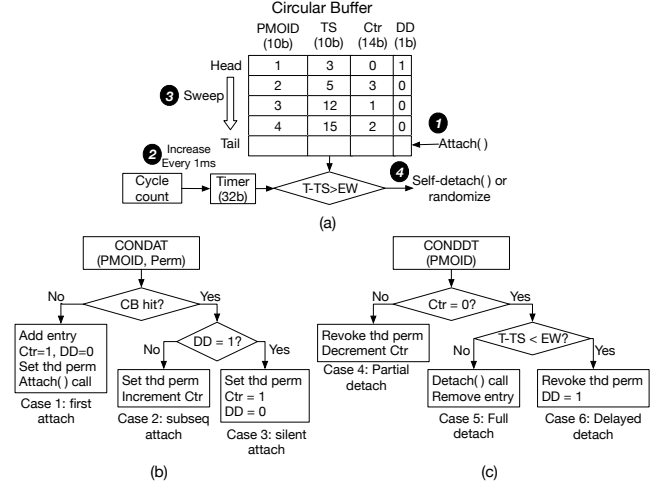 Circular Buffer
PMOID TS Ctr DD
(10b) (10b) (14b) (1b)
Head 1 3 0 1
2 5 3 0
3 Sweep 3 12 1 0
4 15 2 0
Tail
1
Attach( )
2 Increase
Every 1ms
Cycle
count
Timer
(32b)
T-TS>EW
4
Self-detach( ) or
randomize
(a)
CONDAT
(PMOID, Perm)
No CB hit? Yes
Add entry
Ctr=1, DD=0
Set thd perm
Attach( ) call
Case 1: first
attach
No DD = 1? Yes
Set thd perm
Increment Ctr
Case 2: subseq
attach
Set thd perm
Ctr = 1
DD = 0
Case 3: silent
attach
(b)
CONDDT
(PMOID)
No Ctr = 0? Yes
Revoke thd perm
Decrement Ctr
Case 4: Partial
detach
No T-TS < EW? Yes
Detach( ) call
Remove entry
Case 5: Full
detach
Revoke thd perm
DD = 1
Case 6: Delayed
detach
(c)